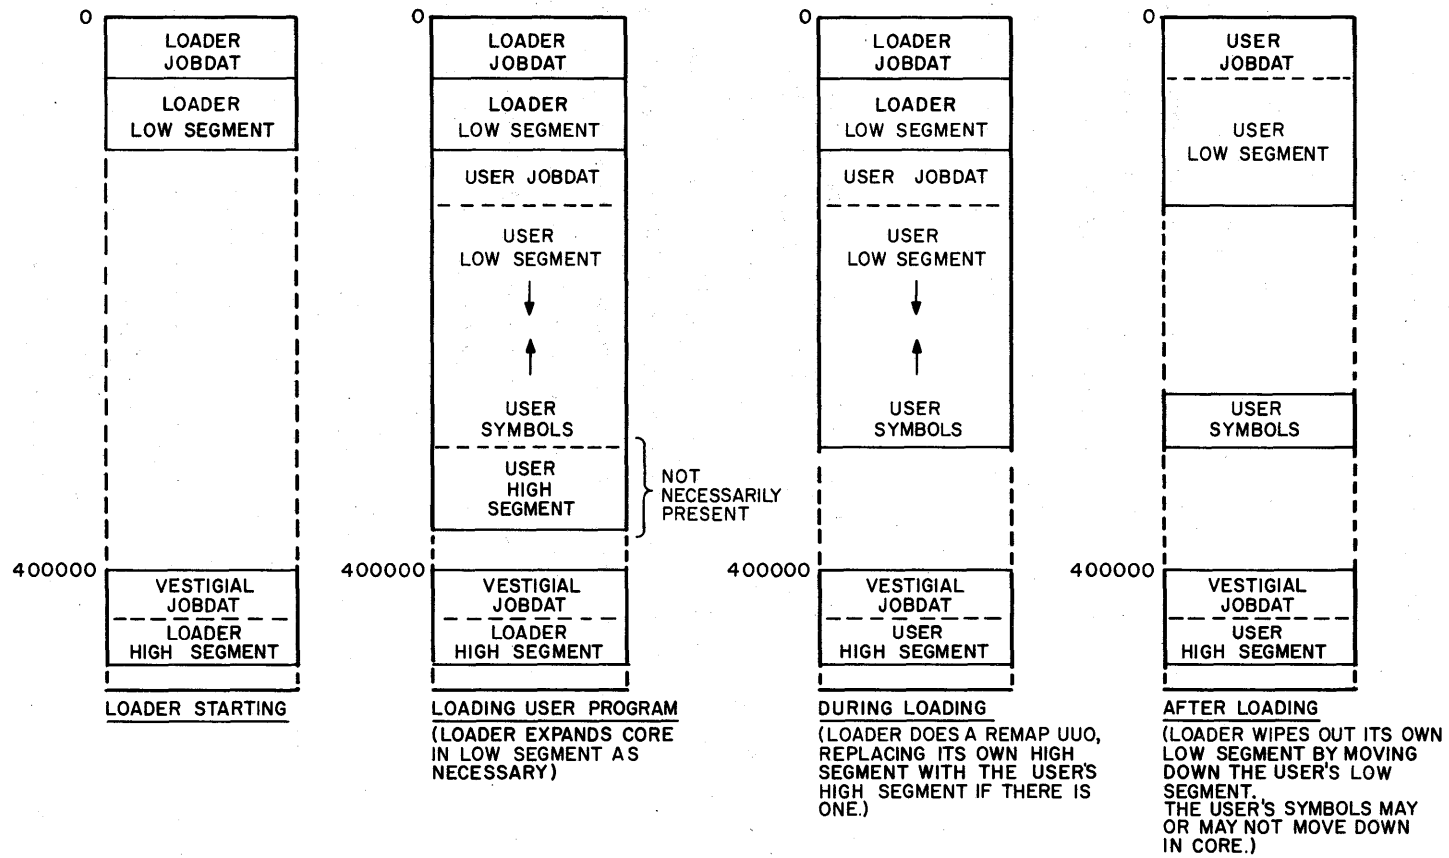 0
LOADER
JOBDAT
LOADER
LOW SEGMENT
400000
VESTIGIAL
JOBDAT
LOADER
HIGH SEGMENT
LOADER STARTING
0
LOADER
JOBDAT
LOADER
LOW SEGMENT
USER JOBDAT
USER
LOW SEGMENT
USER
SYMBOLS
USER
HIGH
SEGMENT
NOT
NECESSARILY
PRESENT
400000
VESTIGIAL
JOBDAT
LOADER
HIGH SEGMENT
LOADING USER PROGRAM
(LOADER EXPANDS CORE
IN LOW SEGMENT AS
NECESSARY)
0
LOADER
JOBDAT
LOADER
LOW SEGMENT
USER JOBDAT
USER
LOW SEGMENT
USER
SYMBOLS
400000
VESTIGIAL
JOBDAT
USER
HIGH SEGMENT
DURING LOADING
(LOADER DOES A REMAP UUO,
REPLACING ITS OWN HIGH
SEGMENT WITH THE USER'S
HIGH SEGMENT IF THERE IS
ONE.)
0
USER
JOBDAT
USER
LOW SEGMENT
USER
SYMBOLS
400000
VESTIGIAL
JOBDAT
USER
HIGH SEGMENT
AFTER LOADING
(LOADER WIPES OUT ITS OWN
LOW SEGMENT BY MOVING
DOWN THE USER'S LOW
SEGMENT.
THE USER'S SYMBOLS MAY
OR MAY NOT MOVE DOWN
IN CORE.)